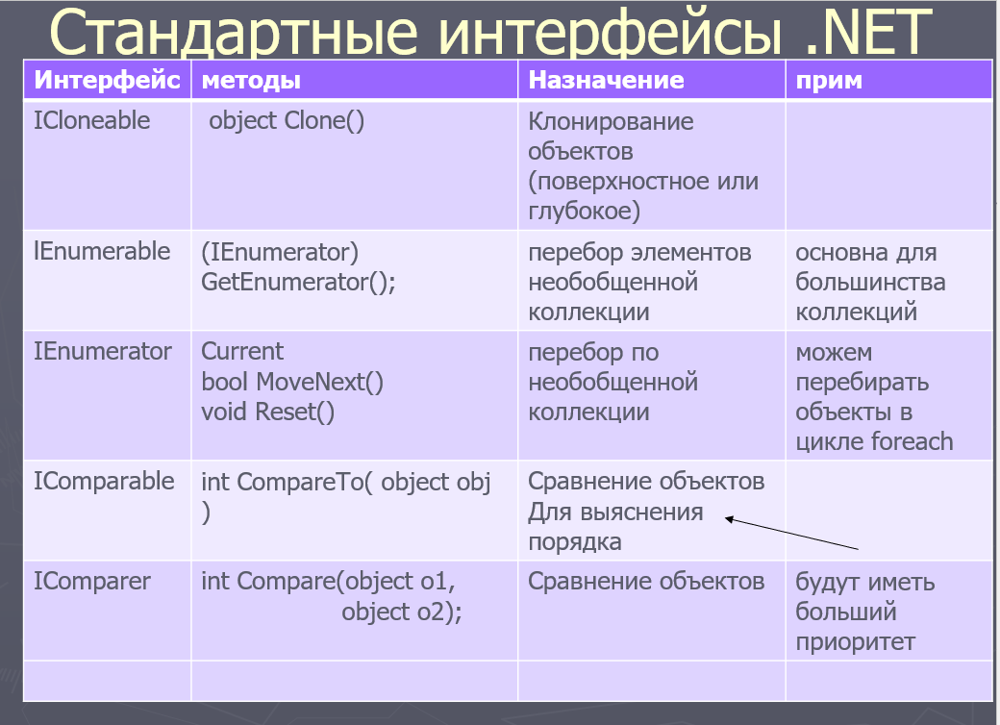 Стандартные интерфейсы .NET
Интерфейс методы Назначение прим
ICloneable object Clone() Клонирование
объектов
(поверхностное или
глубокое)
lEnumerable (IEnumerator) перебор элементов основна для
GetEnumerator(); необобщенной большинства
коллекции коллекций
IEnumerator Current перебор по можем
bool MoveNext() необобщенной перебирать
void Reset() коллекции объекты в
цикле foreach
IComparable int CompareTo( object obj Сравнение объектов
) Для выяснения
порядка
IComparer int Compare(object o1, Сравнение объектов будут иметь
object o2); больший
приоритет